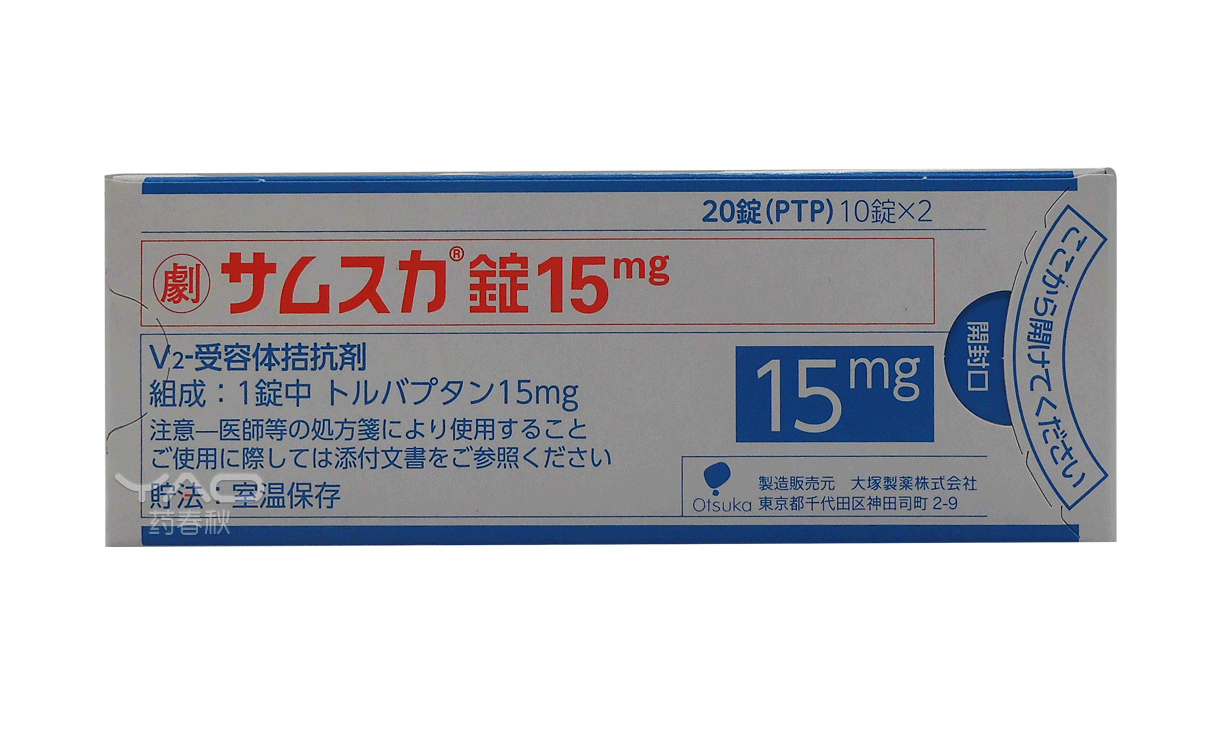 20錠(PTP)10錠×2
劇 サムスカ®錠15mg
V2-受容体拮抗剤
組成：1錠中 トルバプタン15mg
注意―医師等の処方箋により使用すること
ご使用に際しては添付文書をご参照ください
貯法：室温保存
15mg
開封口
ここから開けてください
Otsuka
製造販売元 大塚製薬株式会社
東京都千代田区神田司町2-9
YAO
药春秋